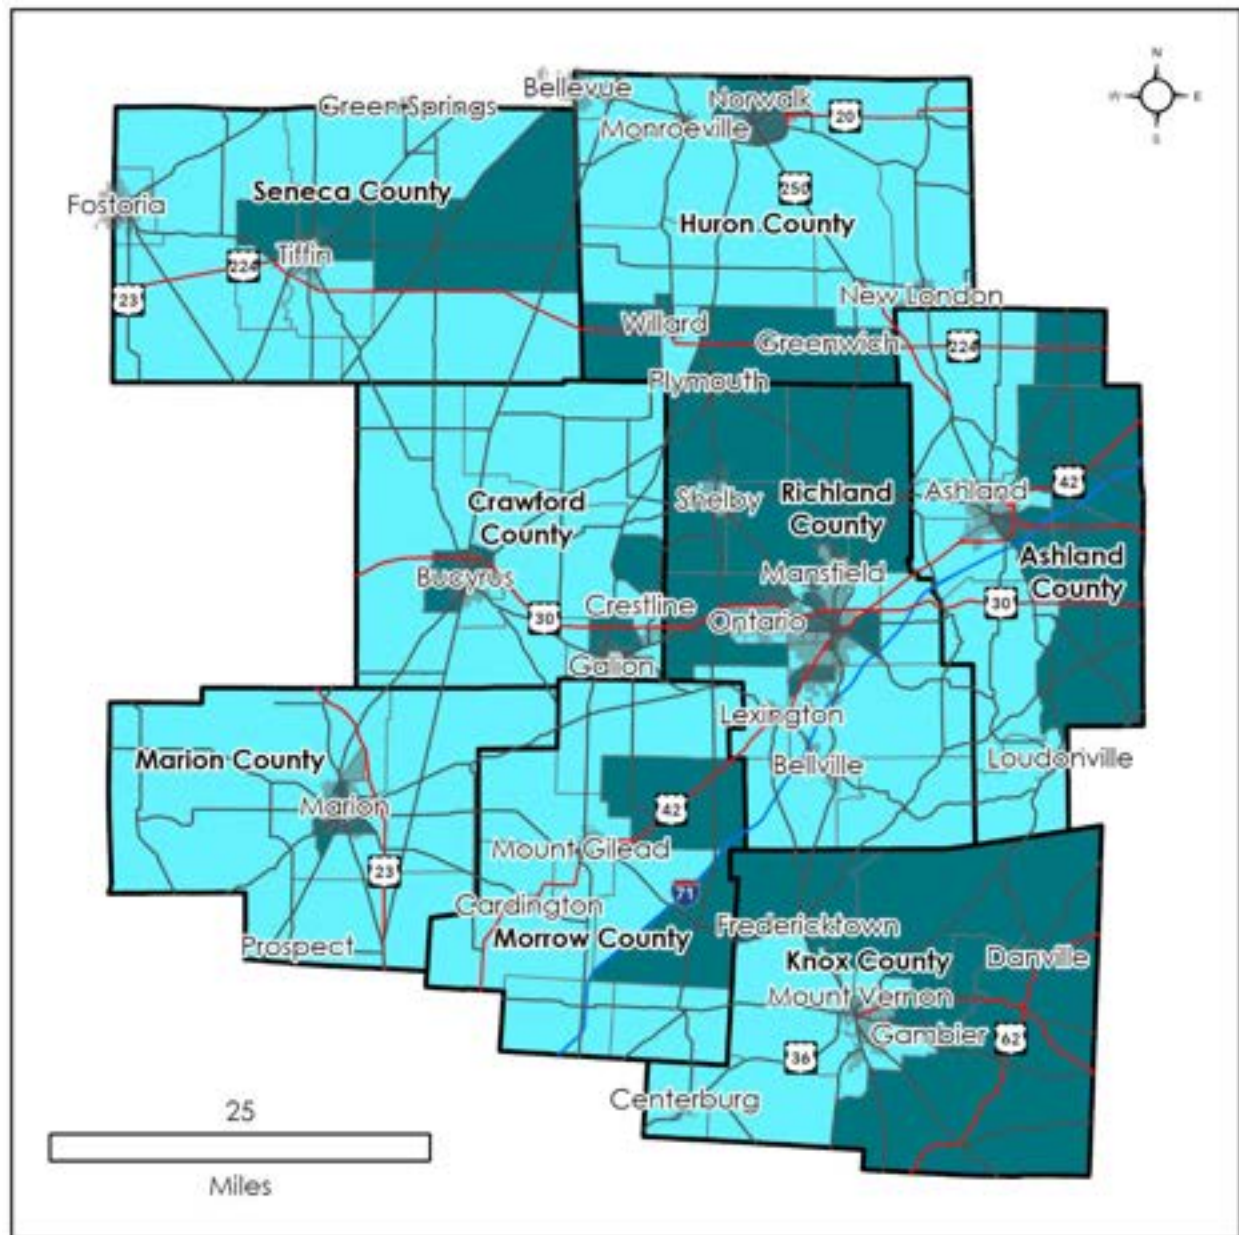 N
W
E
S
Bellevue
Green Springs
Norwalk
20
Monroeville
Seneca County
250
Fostoria
Huron County
Tiffin
224
23
New London
Willard
Greenwich
224
Plymouth
42
Ashland
Shelby
Richland
County
Crawford
County
Ashland
County
Mansfield
Bucyrus
30
Crestline
30
Ontario
Galion
Lexington
Marion County
Bellville
Loudonville
Marion
42
Mount Gilead
23
71
Cardington
Fredericktown
Morrow County
Prospect
Knox County
Danville
Mount Vernon
Gambier
62
36
Centerburg
25
Miles